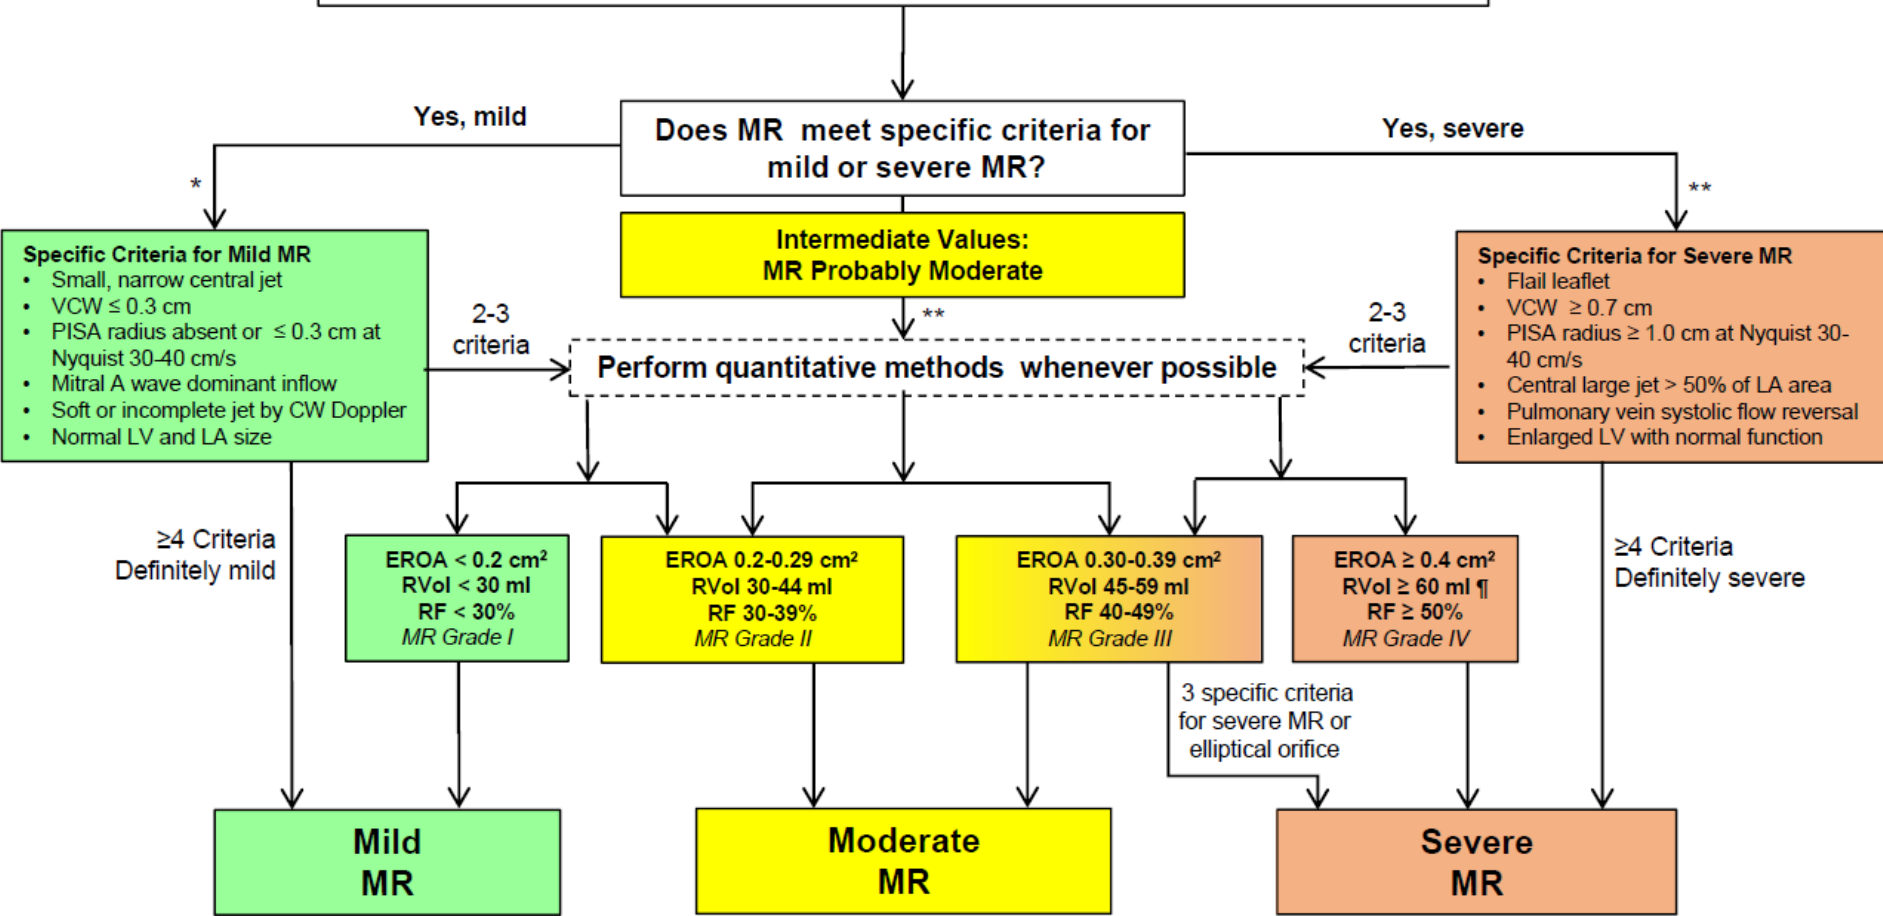 Yes, mild
Does MR meet specific criteria for
mild or severe MR?
Yes, severe
*
**
Specific Criteria for Mild MR
• Small, narrow central jet
• VCW ≤ 0.3 cm
• PISA radius absent or ≤ 0.3 cm at
Nyquist 30-40 cm/s
• Mitral A wave dominant inflow
• Soft or incomplete jet by CW Doppler
• Normal LV and LA size
Intermediate Values:
MR Probably Moderate
Specific Criteria for Severe MR
• Flail leaflet
• VCW ≥ 0.7 cm
• PISA radius ≥ 1.0 cm at Nyquist 30-
40 cm/s
• Central large jet > 50% of LA area
• Pulmonary vein systolic flow reversal
• Enlarged LV with normal function
2-3
criteria
**
2-3
criteria
Perform quantitative methods whenever possible
≥4 Criteria
Definitely mild
EROA < 0.2 cm²
RVol < 30 ml
RF < 30%
MR Grade I
EROA 0.2-0.29 cm²
RVol 30-44 ml
RF 30-39%
MR Grade II
EROA 0.30-0.39 cm²
RVol 45-59 ml
RF 40-49%
MR Grade III
EROA ≥ 0.4 cm²
RVol ≥ 60 ml ¶
RF ≥ 50%
MR Grade IV
≥4 Criteria
Definitely severe
3 specific criteria
for severe MR or
elliptical orifice
Mild
MR
Moderate
MR
Severe
MR